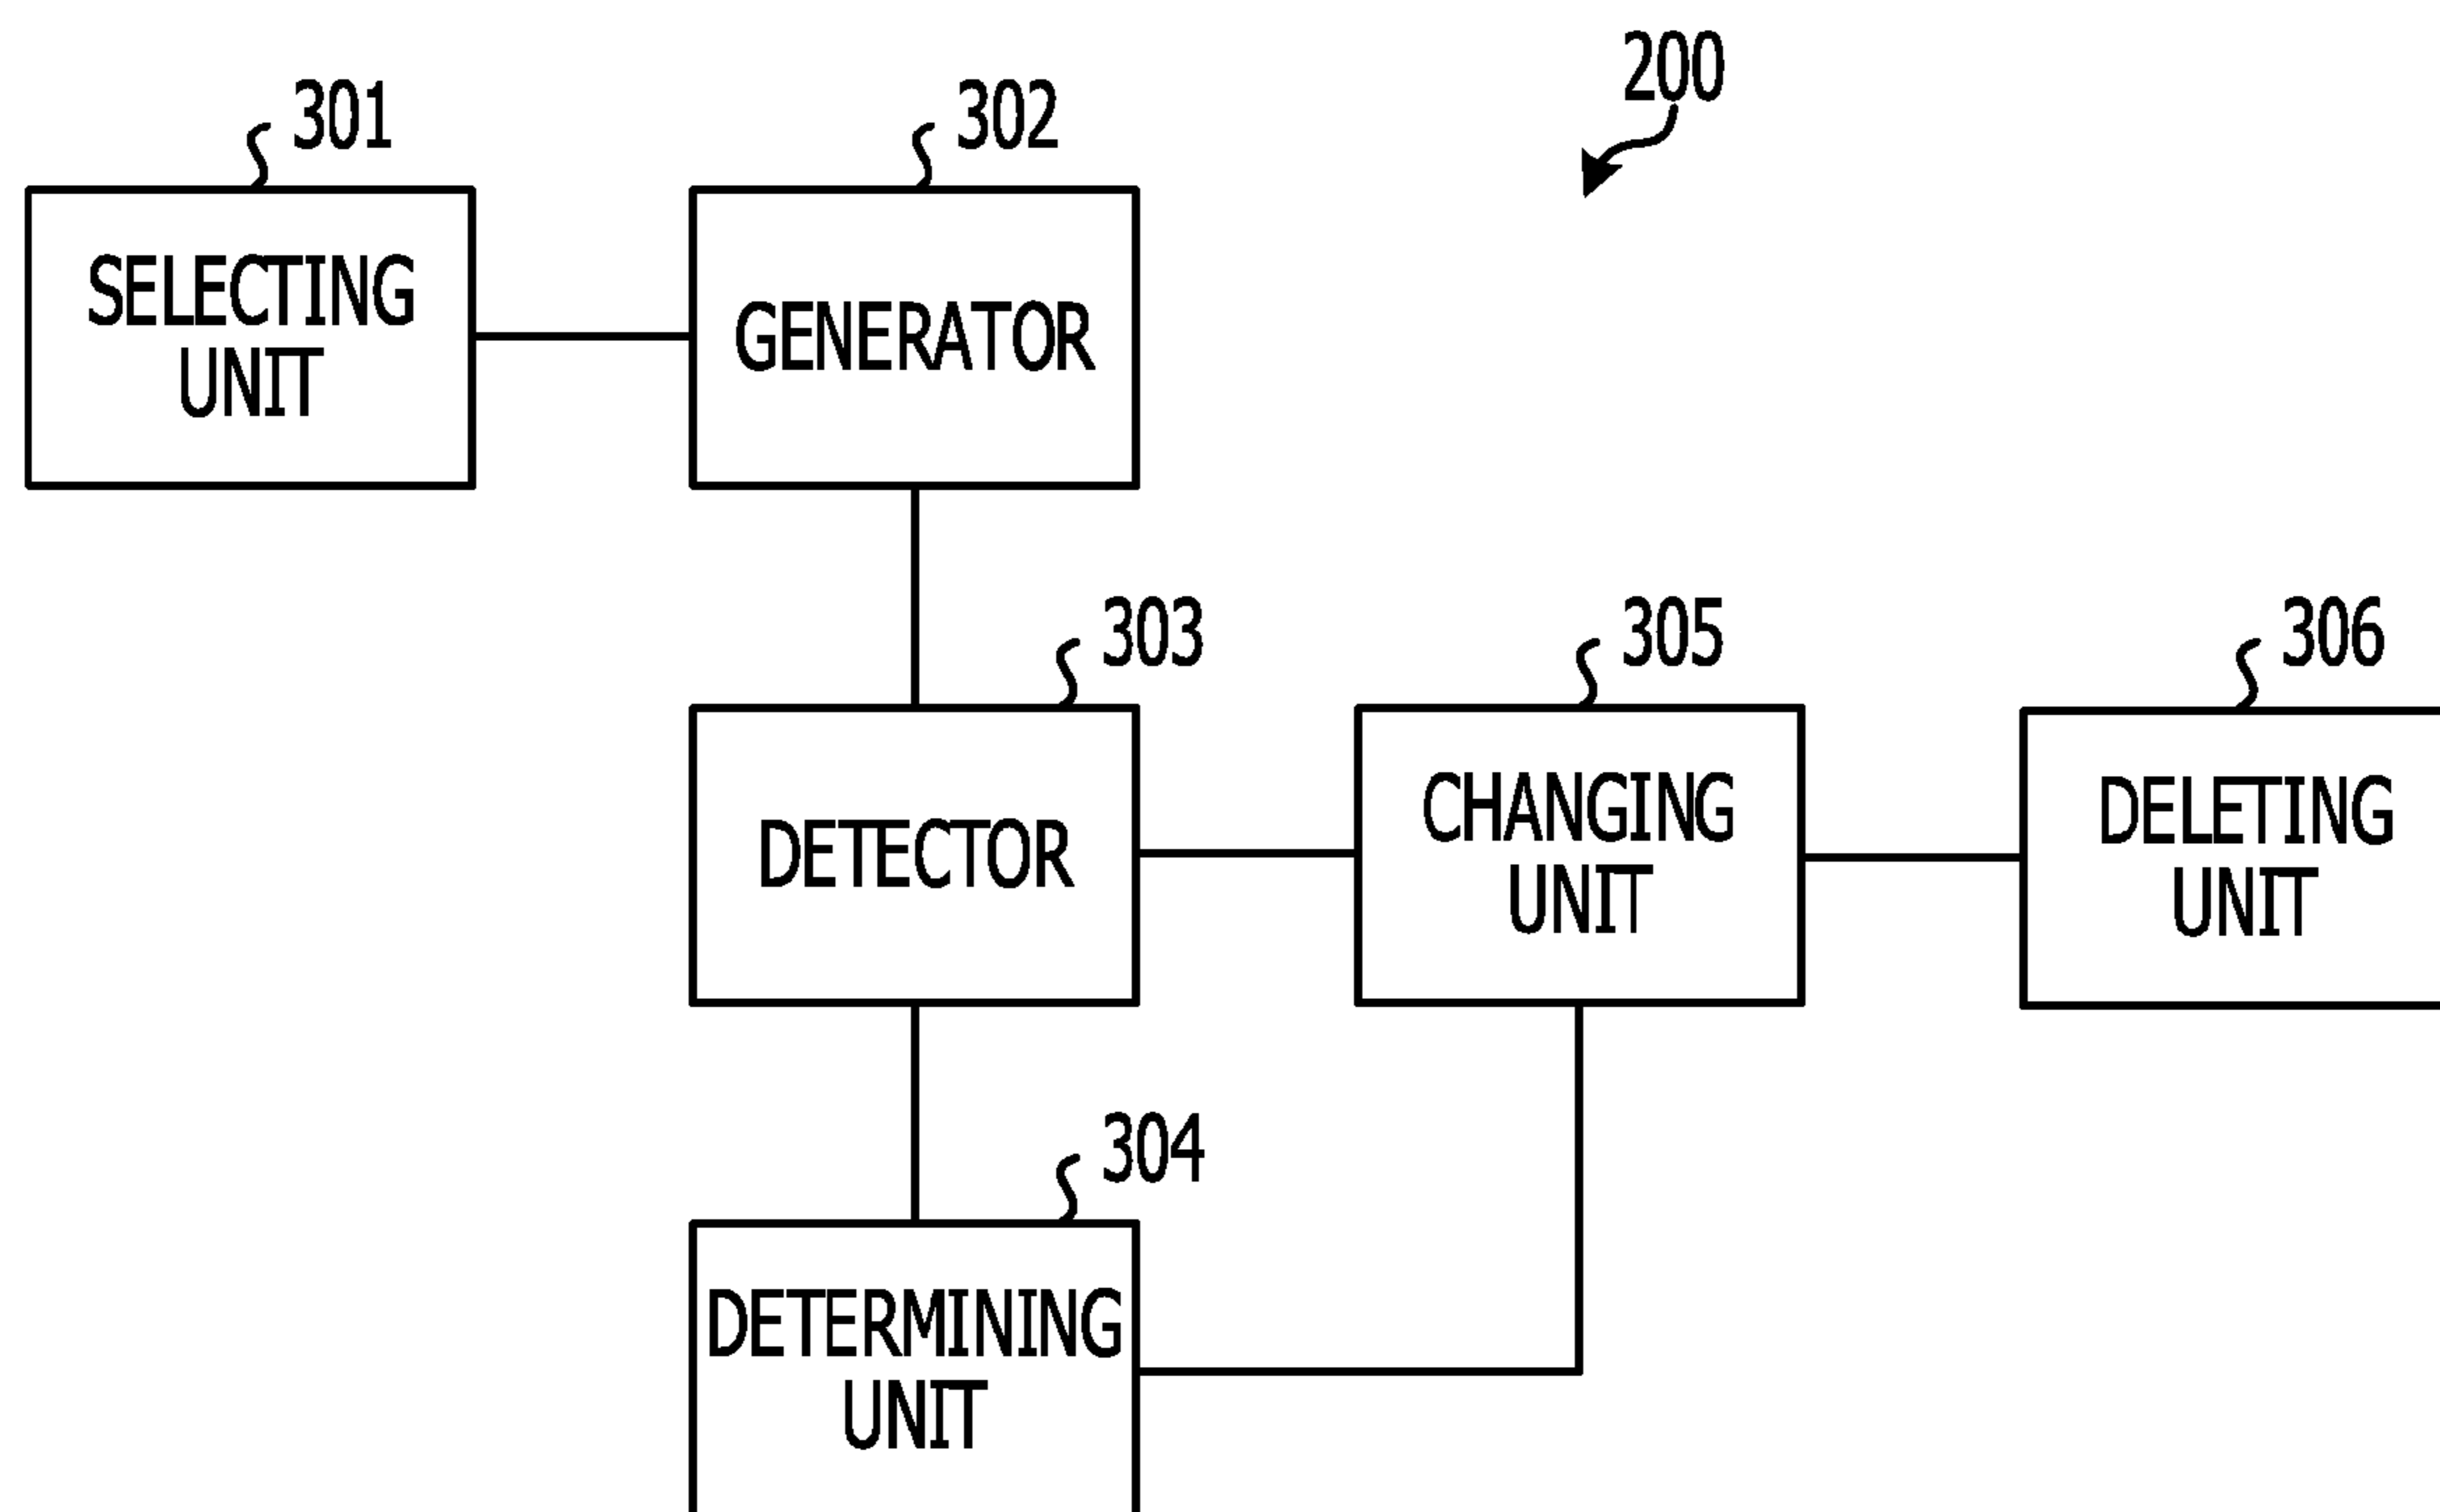 200
301
302
SELECTING
UNIT
GENERATOR
303
305
306
DETECTOR
CHANGING
UNIT
DELETING
UNIT
304
DETERMINING
UNIT